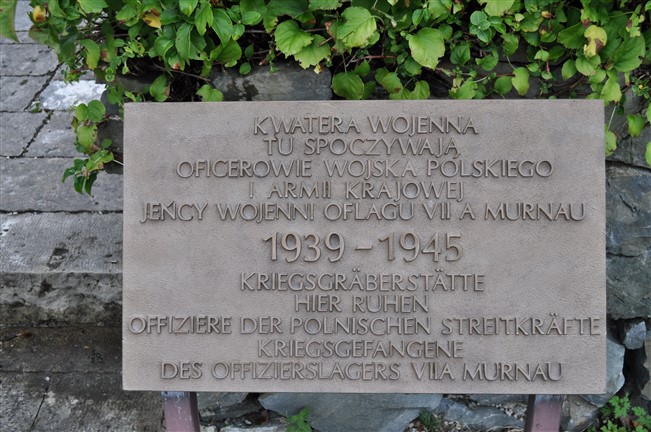 KWATERA WOJENNA
TU SPOCZYWAJĄ
OFICEROWIE WOJSKA POLSKIEGO
I ARMII KRAJOWEJ
JEŃCY WOJENNI OFLAGU VII A MURNAU
1939 – 1945
KRIEGSGRÄBERSTÄTTE
HIER RUHEN
OFFIZIERE DER POLNISCHEN STREITKRÄFTE
KRIEGSGEFANGENE
DES OFFIZIERSLAGERS VII A MURNAU